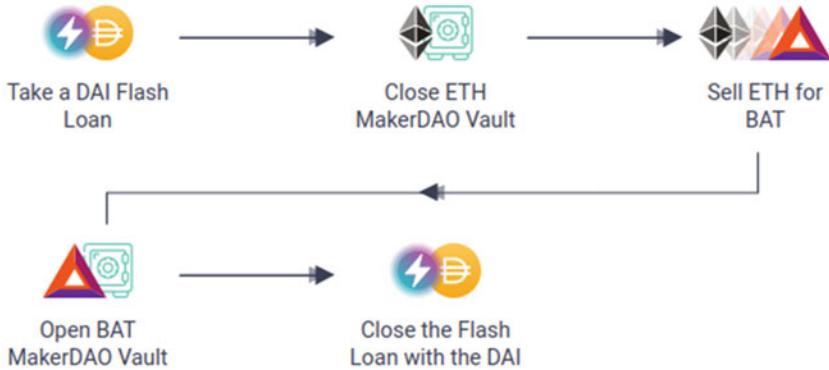 Take a DAI Flash
Loan
Close ETH
MakerDAO Vault
Sell ETH for
BAT
Open BAT
MakerDAO Vault
Close the Flash
Loan with the DAI